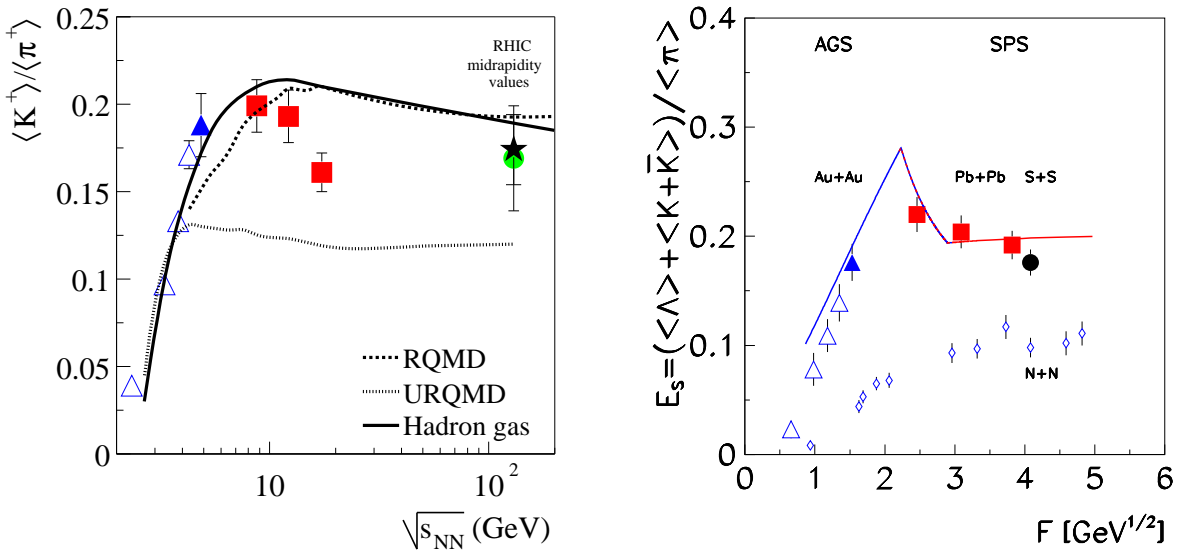 ⟨K⁺⟩/⟨π⁺⟩
0.25
0.2
0.15
0.1
0.05
0
RHIC
midrapidity
values
RQMD
URQMD
Hadron gas
10
10²
√s_NN (GeV)
E_S=(<Λ>+<K+K̅>)/<π>
0.4
0.3
0.2
0.1
0.0
AGS
SPS
Au+Au
Pb+Pb
S+S
N+N
0
1
2
3
4
5
6
F [GeV^1/2]